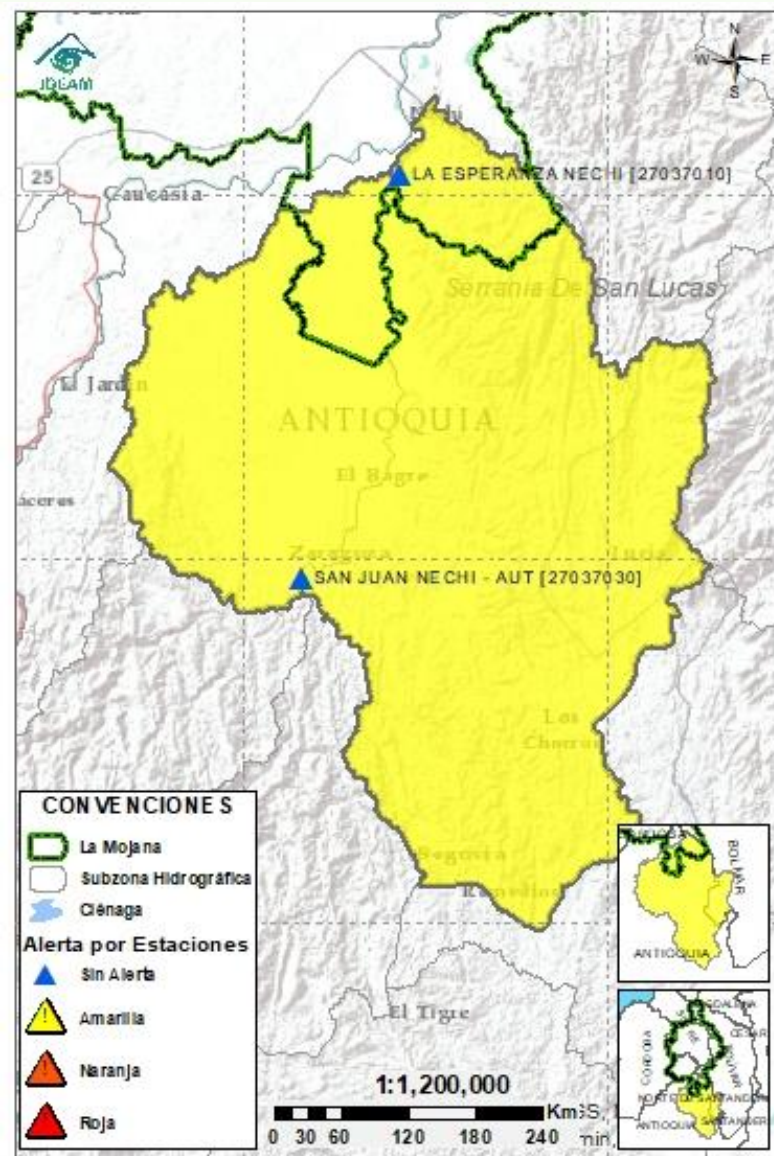 IDEAM
N
W E
S
Nechí
LA ESPERANZA NECHI [27037010]
25
Caucasia
Serranía De San Lucas
El Jardín
ANTIOQUIA
El Bagre
Zaragoza
SAN JUAN NECHI - AUT [27037030]
Los
Segovia
Remedios
El Tigre
CONVENCIONES
La Mojana
Subzona Hidrográfica
Ciénaga
Alerta por Estaciones
Sin Alerta
Amarilla
Naranja
Roja
1:1,200,000
Km
0 30 60 120 180 240
BOLIVAR
ANTIOQUIA
CORDOBA
NORTE DE SANTANDER
ANTIOQUIA
SANTANDER